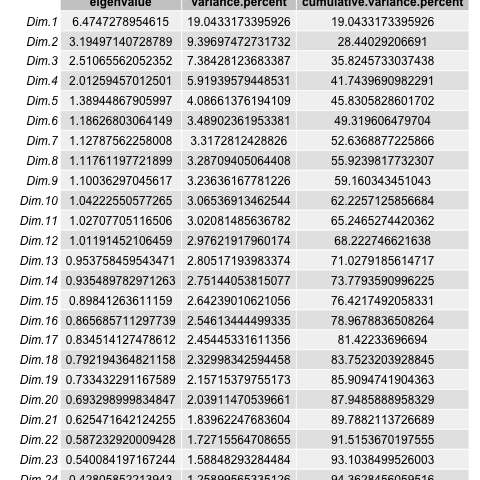 eigenvalue variance.percent cumulative.variance.percent
Dim.1 6.4747278954615 19.0433173395926 19.0433173395926
Dim.2 3.19497140728789 9.39697472731732 28.44029206691
Dim.3 2.51065562052352 7.38428123683387 35.8245733037438
Dim.4 2.01259457012501 5.91939579448531 41.7439690982291
Dim.5 1.38944867905997 4.08661376194109 45.8305828601702
Dim.6 1.18626803064149 3.48902361953381 49.319606479704
Dim.7 1.12787562258008 3.3172812428826 52.6368877225866
Dim.8 1.11761197721899 3.28709405064408 55.9239817732307
Dim.9 1.10036297045617 3.23636167781226 59.160343451043
Dim.10 1.04222550577265 3.06536913462544 62.2257125856684
Dim.11 1.02707705116506 3.02081485636782 65.2465274420362
Dim.12 1.01191452106459 2.97621917960174 68.222746621638
Dim.13 0.953758459543471 2.80517193983374 71.0279185614717
Dim.14 0.935489782971263 2.75144053815077 73.7793590996225
Dim.15 0.89841263611159 2.64239010621056 76.4217492058331
Dim.16 0.865685711297739 2.54613444499335 78.9678836508264
Dim.17 0.834514127478612 2.45445331611356 81.42233696694
Dim.18 0.792194364821158 2.32998342594458 83.7523203928845
Dim.19 0.733432291167589 2.15715379755173 85.9094741904363
Dim.20 0.693298999834847 2.03911470539661 87.9485888958329
Dim.21 0.625471642124255 1.83962247683604 89.7882113726689
Dim.22 0.587232920009428 1.72715564708655 91.5153670197555
Dim.23 0.540084197167244 1.58848293284484 93.1038499526003
Dim.24 0.42805852213943 1.25899565335126 94.3628456059516